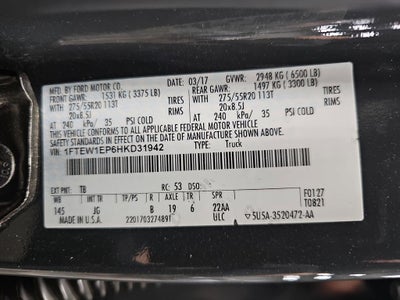 MFD. BY FORD MOTOR CO.
DATE: 03/17 GVWR: 2948 KG (6500 LB)
FRONT GAWR: 1531 KG (3375 LB) REAR GAWR: 1497 KG (3300 LB)
WITH 275/55R20 113T TIRES WITH 275/55R20 113T TIRES
20x8.5J RIMS 20x8.5J RIMS
AT 240 kPa/ 35 PSI COLD AT 240 kPa/ 35 PSI COLD
THIS VEHICLE CONFORMS TO ALL APPLICABLE FEDERAL MOTOR VEHICLE
SAFETY STANDARDS IN EFFECT ON THE DATE OF MANUFACTURE SHOWN ABOVE.
VIN: 1FTEW1EP6HKD31942 TYPE: Truck
EXT PNT: TB RC: 53 DSO: F0127
WB INT TR TP/PS R AXLE TR SPR T0821
145 JG B 19 6 22AA
MADE IN U.S.A. 220170327489T ULC 5U5A-3520472-AA